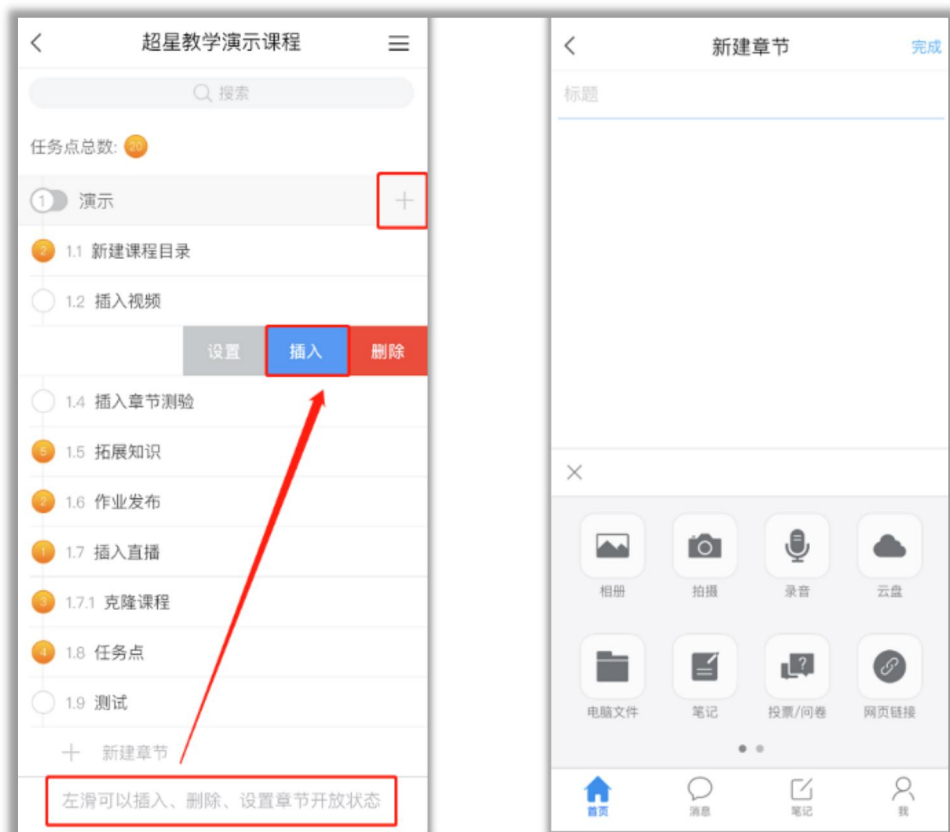 超星教学演示课程
搜索
任务点总数: 20
1 演示
2 1.1 新建课程目录
1.2 插入视频
设置 插入 删除
1.4 插入章节测验
5 1.5 拓展知识
2 1.6 作业发布
1 1.7 插入直播
3 1.7.1 克隆课程
4 1.8 任务点
1.9 测试
新建章节
左滑可以插入、删除、设置章节开放状态
新建章节 完成
标题
相册 拍摄 录音 云盘
电脑文件 笔记 投票/问卷 网页链接
首页 消息 笔记 我